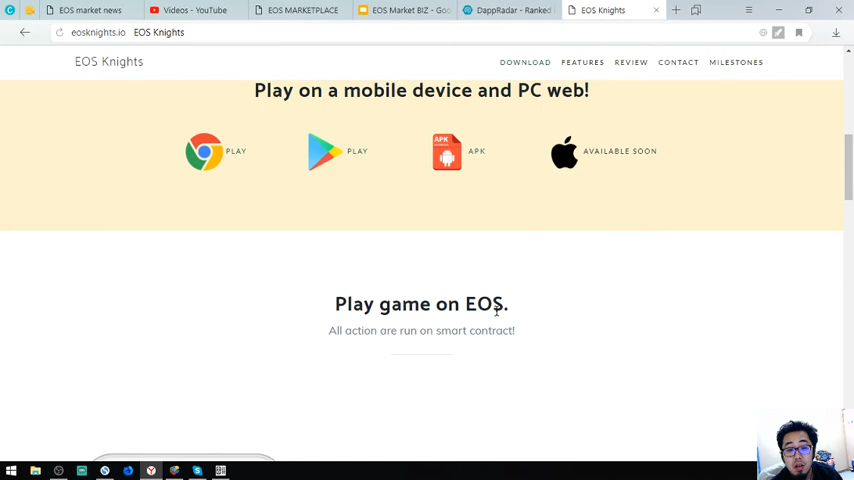 EOS market news
Videos - YouTube
EOS MARKETPLACE
EOS Market BIZ - Goo
DappRadar - Ranked
EOS Knights
eosknights.io EOS Knights
EOS Knights
DOWNLOAD FEATURES REVIEW CONTACT MILESTONES
Play on a mobile device and PC web!
PLAY
PLAY
APK
APK
AVAILABLE SOON
Play game on EOS.
All action are run on smart contract!